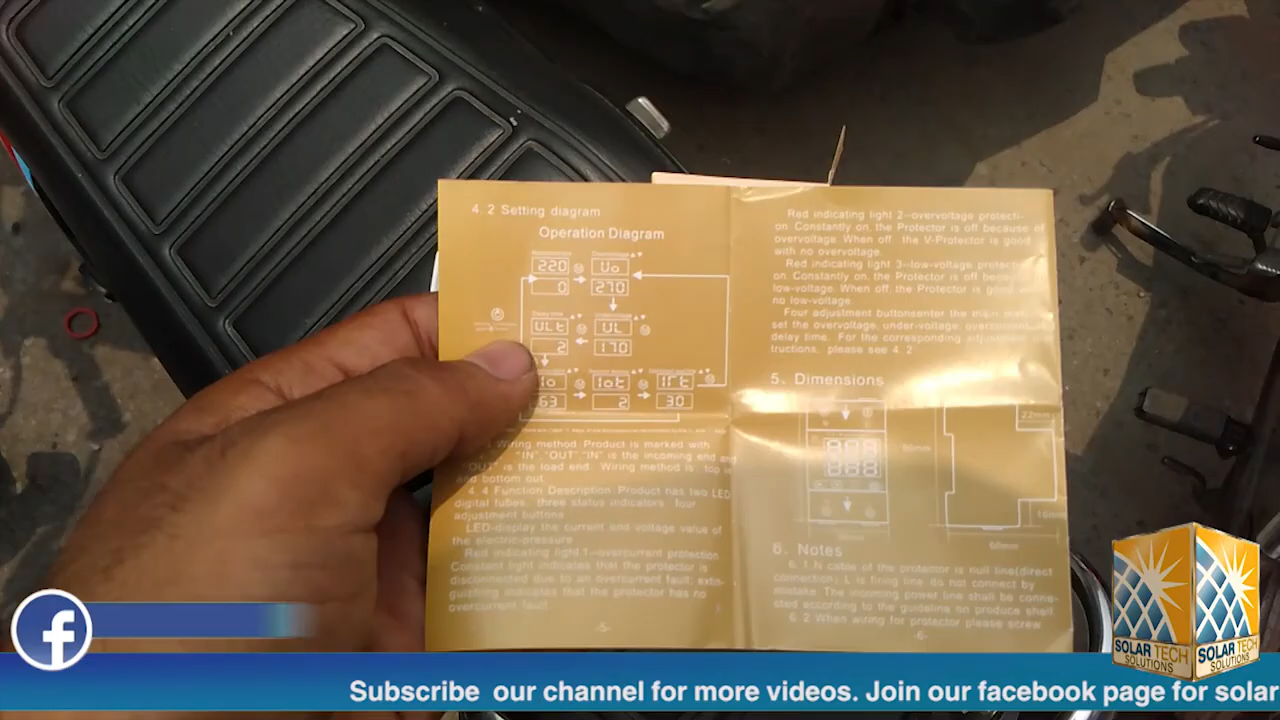 4. 2 Setting diagram
Operation Diagram
220
0
Uo
270
ULt
2
UL
170
Io
63
Iot
2
Irt
30
Wiring method. Product is marked with
"IN", "OUT". "IN" is the incoming end and
"OUT" is the load end. Wiring method is top in
and bottom out.
4. 4 Function Description. Product has two LED
digital tubes, three status indicators, four
adjustment buttons
LED-display the current end voltage value of
the electric-pressure
Red indicating light 1--overcurrent protection
Constant light indicates that the protector is
disconnected due to an overcurrent fault; extin-
guishing indicates that the protector has no
overcurrent fault.
-5-
Red indicating light 2--overvoltage protecti-
on. Constantly on, the Protector is off because of
overvoltage. When off, the V-Protector is good
with no overvoltage.
Red indicating light 3--low-voltage protecti-
on Constantly on, the Protector is off
low-voltage. When off, the Protector is good
no low-voltage.
Four adjustment buttons enter the
set the overvoltage, under-voltage,
delay time. For the corresponding
tructions, please see 4. 2
5. Dimensions
22mm
60mm
6. Notes
6. 1 N cable of the protector is null line(direct
connection), L is firing line do not connect by
mistake. The incoming power line shall be conne-
sted according to the guideline on produce shell.
6. 2 When wiring for protector please screw
-6-
SOLAR TECH
SOLUTIONS
SOLAR TECH
SOLUTIONS
f
Subscribe our channel for more videos. Join our facebook page for solar